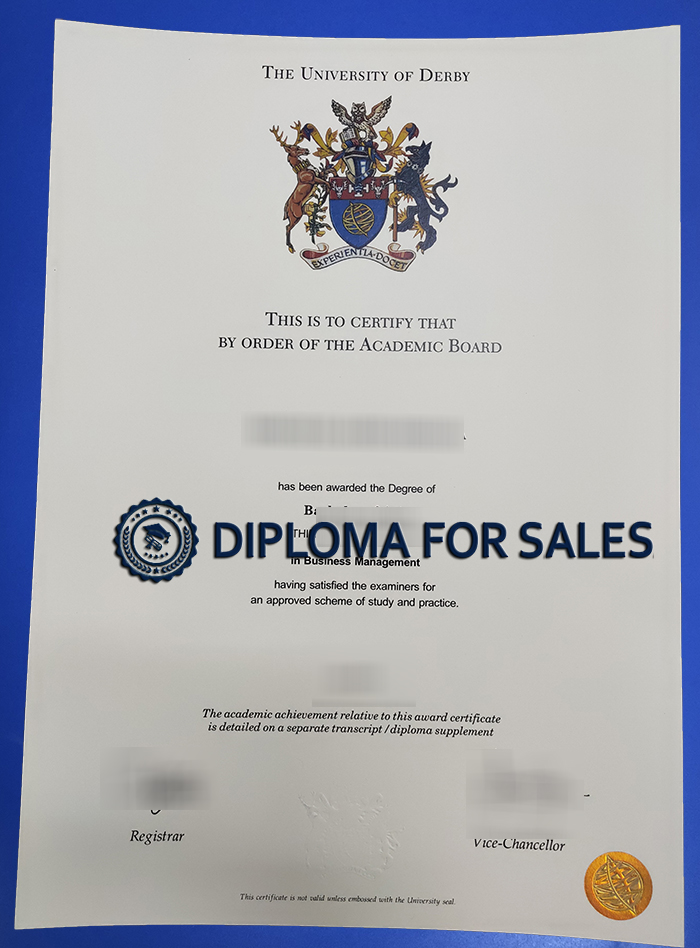 THE UNIVERSITY OF DERBY
EXPERIENTIA·DOCET
THIS IS TO CERTIFY THAT
BY ORDER OF THE ACADEMIC BOARD
has been awarded the Degree of
DIPLOMA FOR SALES
in Business Management
having satisfied the examiners for
an approved scheme of study and practice.
The academic achievement relative to this award certificate
is detailed on a separate transcript / diploma supplement
Registrar
Vice-Chancellor
This certificate is not valid unless embossed with the University seal.